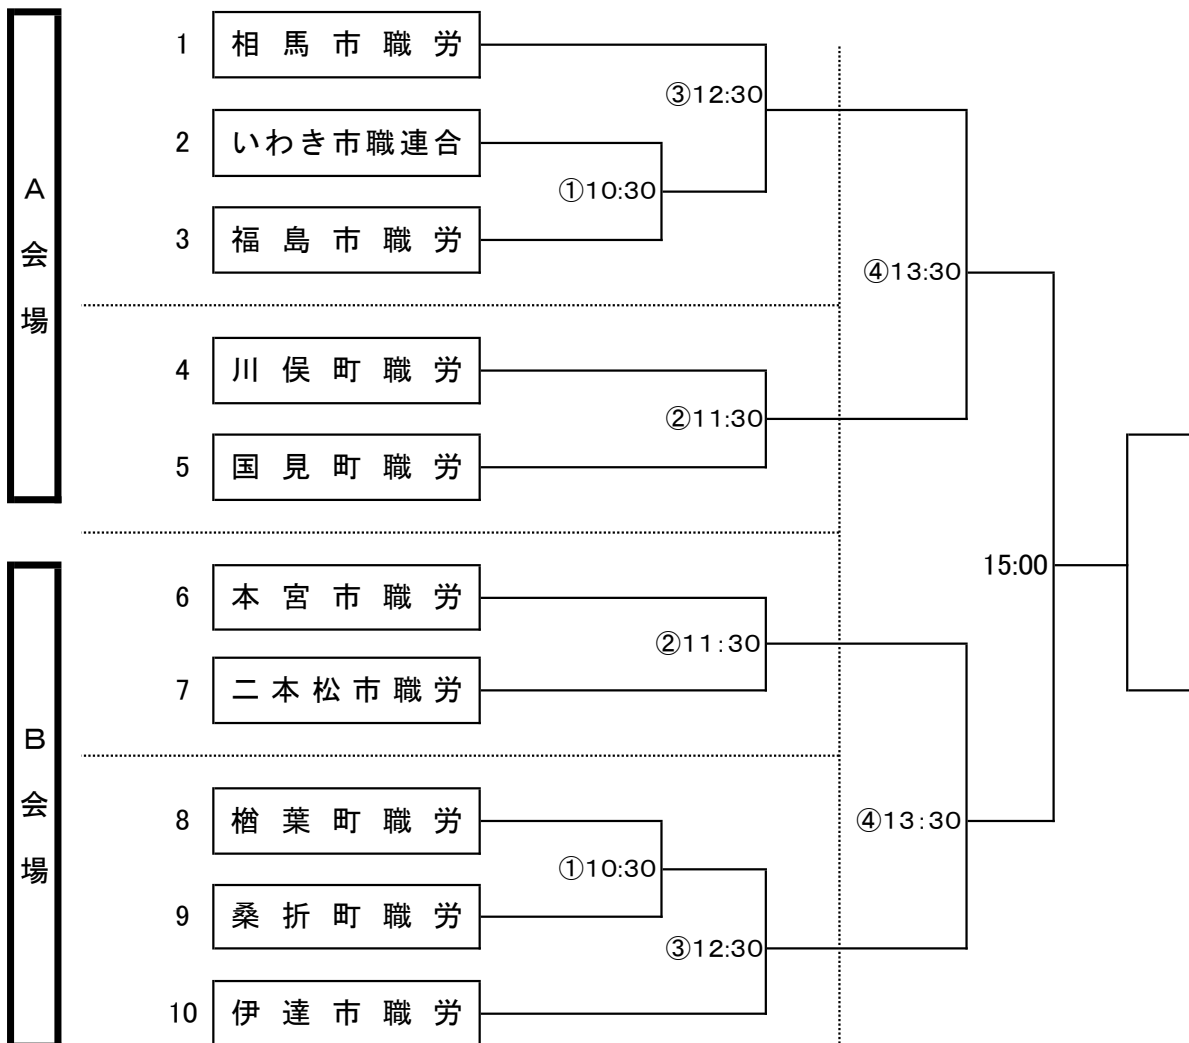 A会場
1 相馬市職労
③12:30
2 いわき市職連合
①10:30
3 福島市職労
④13:30
4 川俣町職労
②11:30
5 国見町職労
15:00
B会場
6 本宮市職労
②11:30
7 二本松市職労
8 楢葉町職労
④13:30
①10:30
9 桑折町職労
③12:30
10 伊達市職労